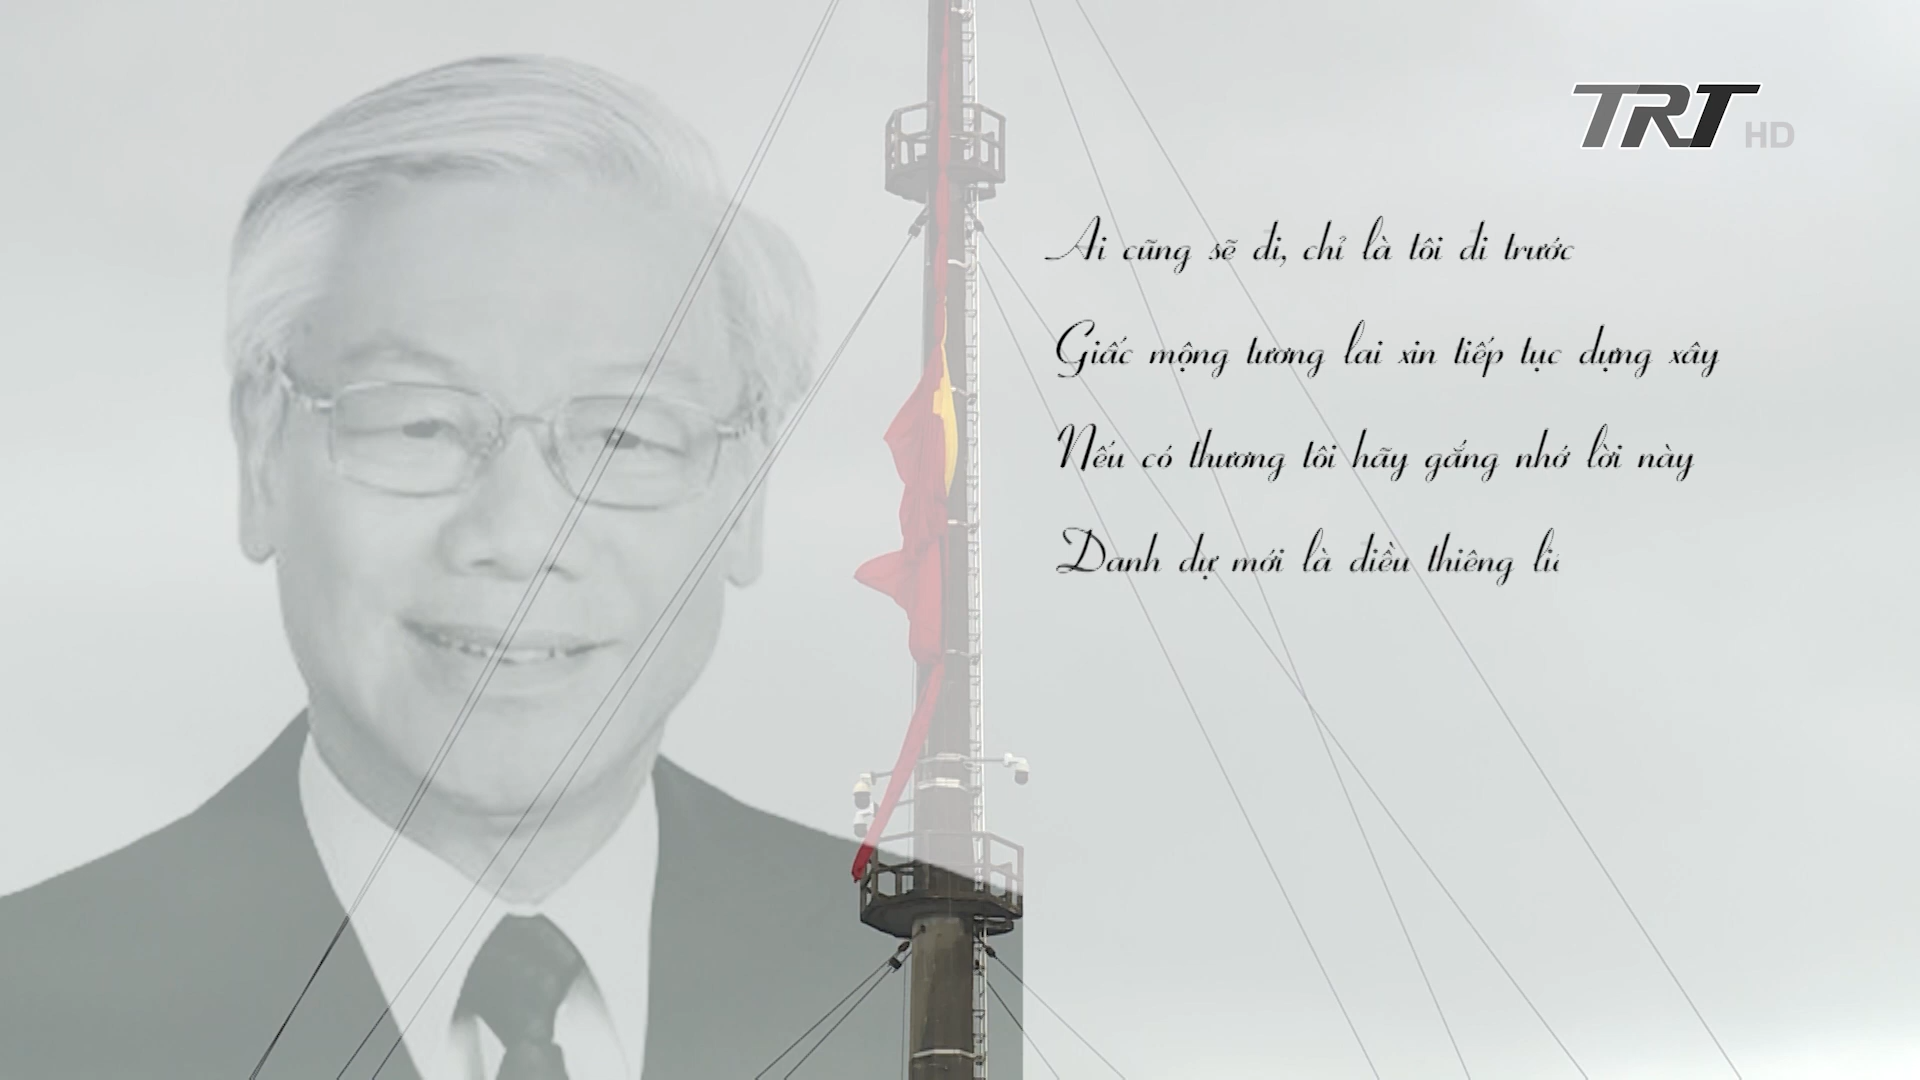 TRT HD
Ai cũng sẽ đi, chỉ là tôi đi trước
Giấc mộng tương lai xin tiếp tục dựng xây
Nếu có thương tôi hãy gắng nhớ lời này
Danh dự mới là điều thiêng